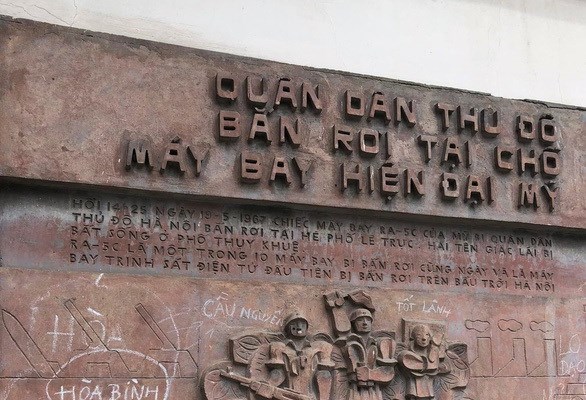 QUÂN DÂN THỦ ĐÔ
BẮN RƠI TẠI CHỖ
MÁY BAY HIỆN ĐẠI MỸ
HỒI 14:25 NGÀY 19-5-1967 CHIẾC MÁY BAY RA-5C CỦA MỸ BỊ QUÂN DÂN
THỦ ĐÔ HÀ NỘI BẮN RƠI TẠI HÈ PHỐ LÊ TRỰC. HAI TÊN GIẶC LÁI BỊ
BẮT SỐNG Ở PHỐ THỤY KHUÊ.
RA-5C LÀ MỘT TRONG 10 MÁY BAY BỊ BẮN RƠI CÙNG NGÀY VÀ LÀ MÁY
BAY TRINH SÁT ĐIỆN TỬ ĐẦU TIÊN BỊ BẮN RƠI TRÊN BẦU TRỜI HÀ NỘI
CẦU NGUYỆN
TỐT LÀNH
HÒA
HÒA BÌNH